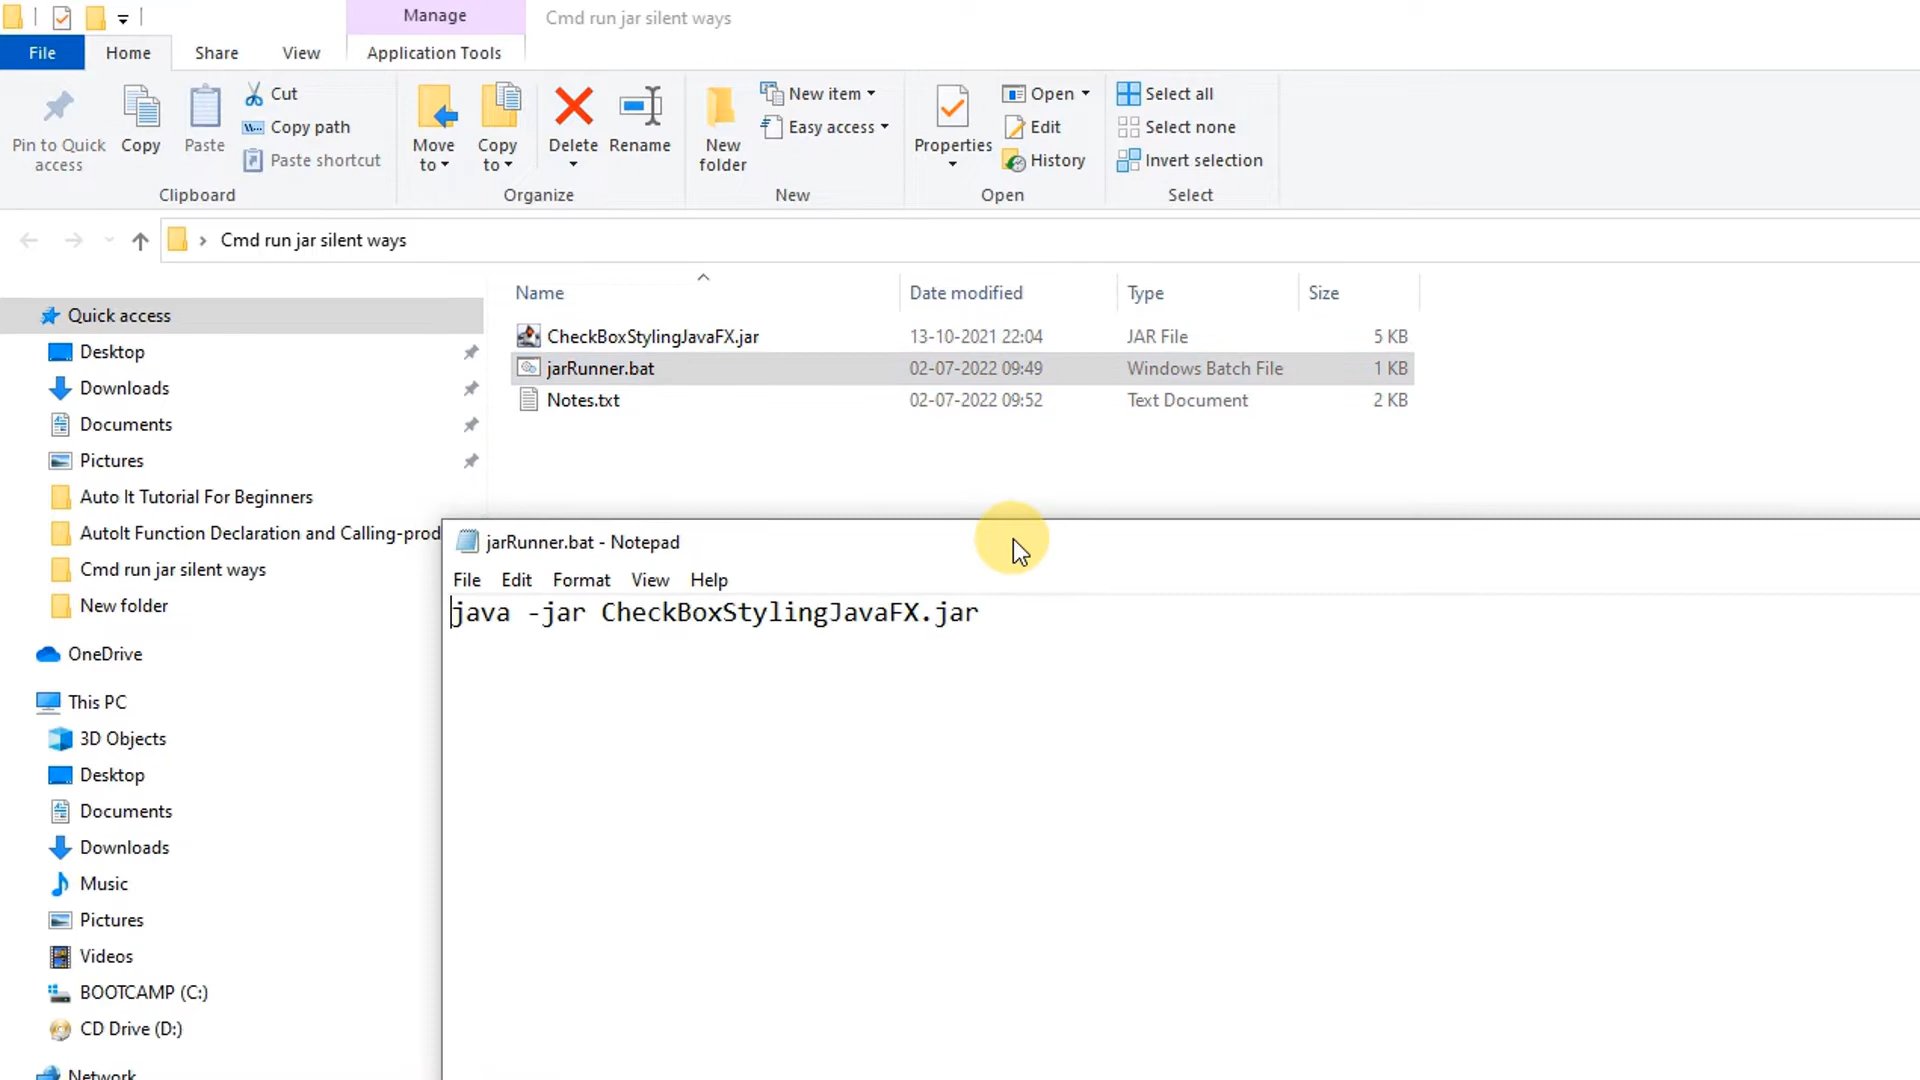 Manage
Cmd run jar silent ways
File
Home
Share
View
Application Tools
Pin to Quick access
Copy
Paste
Cut
Copy path
Paste shortcut
Clipboard
Move to
Copy to
Delete
Rename
Organize
New folder
New item
Easy access
New
Properties
Open
Edit
History
Open
Select all
Select none
Invert selection
Select
Cmd run jar silent ways
Name
Date modified
Type
Size
CheckBoxStylingJavaFX.jar 13-10-2021 22:04 JAR File 5 KB
jarRunner.bat 02-07-2022 09:49 Windows Batch File 1 KB
Notes.txt 02-07-2022 09:52 Text Document 2 KB
Quick access
Desktop
Downloads
Documents
Pictures
Auto It Tutorial For Beginners
AutoIt Function Declaration and Calling-prod
Cmd run jar silent ways
New folder
OneDrive
This PC
3D Objects
Desktop
Documents
Downloads
Music
Pictures
Videos
BOOTCAMP (C:)
CD Drive (D:)
Network
jarRunner.bat - Notepad
File Edit Format View Help
java -jar CheckBoxStylingJavaFX.jar